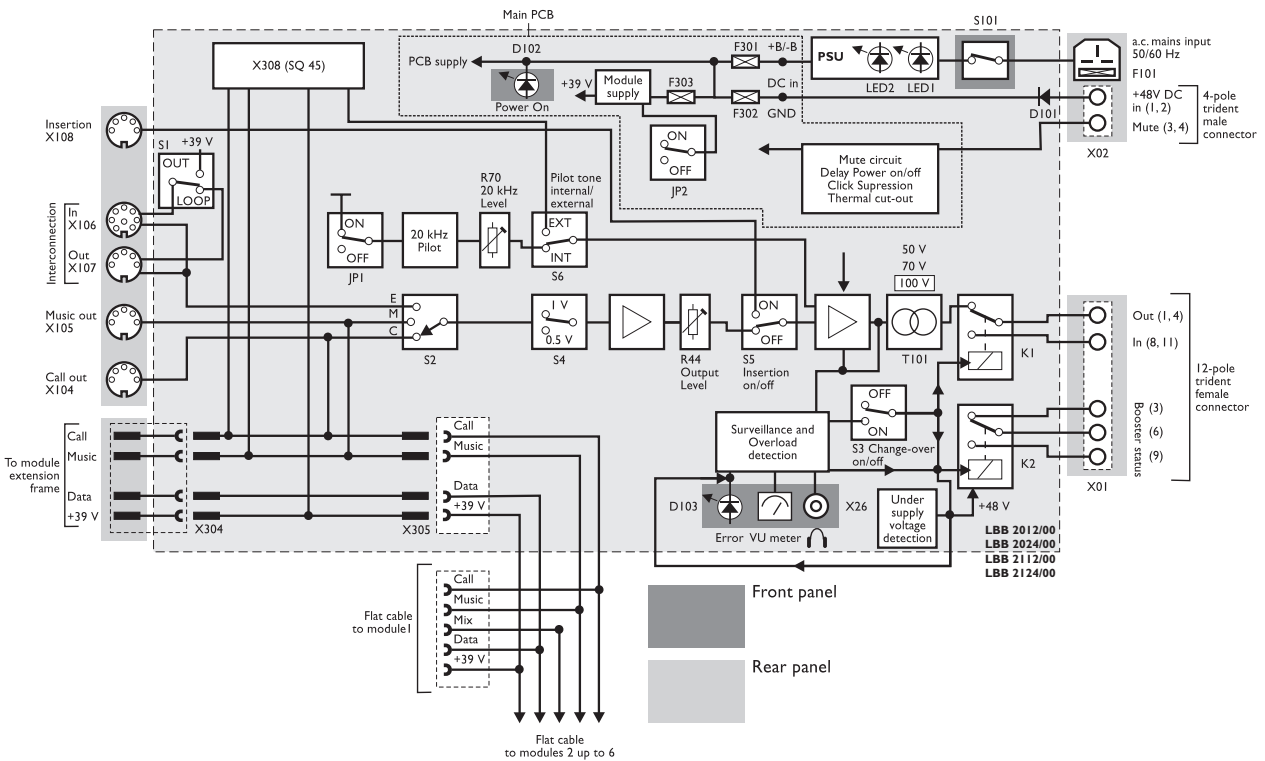 Main PCB
S101
D102
F301
+B/-B
a.c. mains input
50/60 Hz
F101
X308 (SQ 45)
PCB supply
PSU
LED2
LED1
+39 V
Module
supply
F303
DC in
Power On
F302
GND
D101
+48V DC
in (1, 2)
Mute (3, 4)
4-pole
trident
male
connector
X02
Insertion
X108
S1
+39 V
OUT
LOOP
ON
OFF
JP2
Mute circuit
Delay Power on/off
Click Supression
Thermal cut-out
R70
20 kHz
Level
Pilot tone
internal/
external
Interconnection
In
X106
Out
X107
ON
OFF
JP1
20 kHz
Pilot
EXT
INT
S6
50 V
70 V
100 V
E
M
C
S2
1 V
0.5 V
S4
R44
Output
Level
ON
OFF
S5
Insertion
on/off
T101
K1
Music out
X105
Call out
X104
Out (1, 4)
In (8, 11)
12-pole
trident
female
connector
Booster status
(3)
(6)
(9)
X01
To module
extension
frame
Call
Music
Data
+39 V
X304
X305
Call
Music
Data
+39 V
Surveillance and
Overload
detection
OFF
ON
S3 Change-over
on/off
K2
D103
X26
Error
VU meter
Under
supply
voltage
detection
+48 V
LBB 2012/00
LBB 2024/00
LBB 2112/00
LBB 2124/00
Flat cable
to module1
Call
Music
Mix
Data
+39 V
Front panel
Rear panel
Flat cable
to modules 2 up to 6